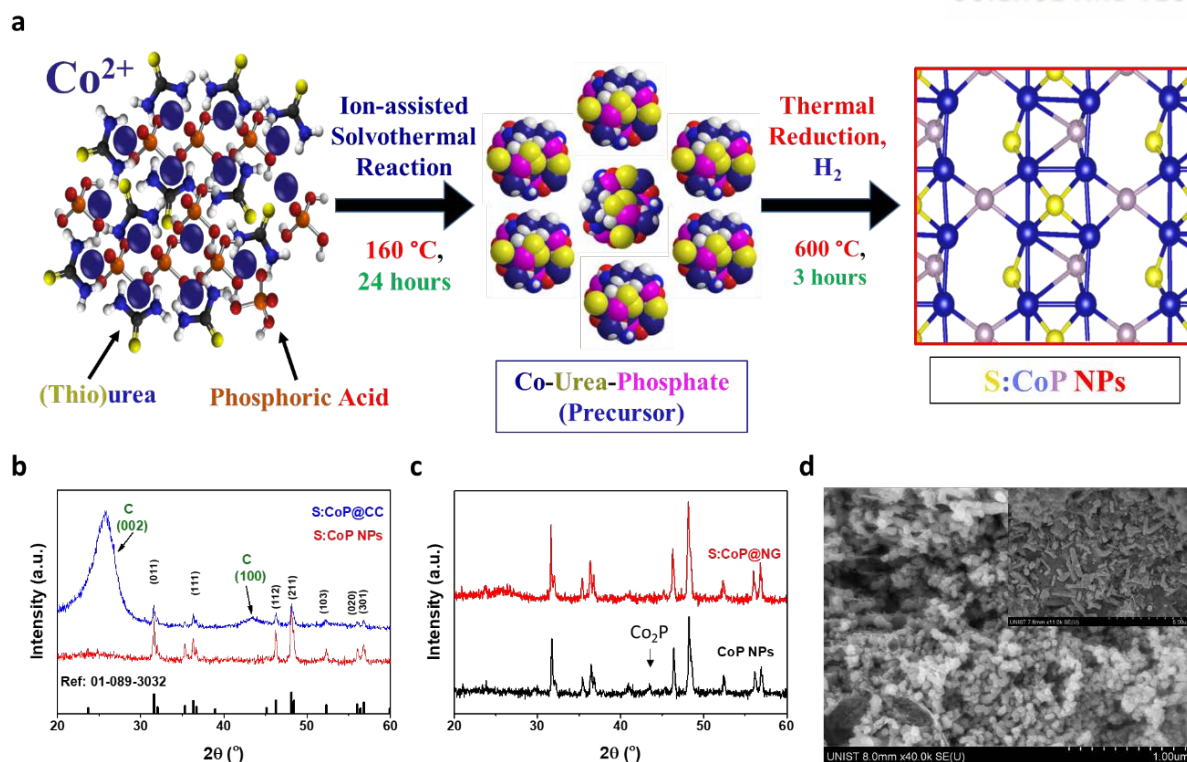 a
Co2+
Ion-assisted
Solvothermal
Reaction
160 °C,
24 hours
Thermal
Reduction,
H2
600 °C,
3 hours
(Thio)urea
Phosphoric Acid
Co-Urea-Phosphate
(Precursor)
S:CoP NPs
b
Intensity (a.u.)
C
(002)
S:CoP@CC
S:CoP NPs
(011)
(111)
C
(100)
(112)
(211)
(103)
(020)
(301)
Ref: 01-089-3032
20
30
40
50
60
2θ (°)
c
Intensity (a.u.)
S:CoP@NG
Co2P
CoP NPs
20
30
40
50
60
2θ (°)
d
UNIST 8.0mm x40.0k SE(U)
1.00um